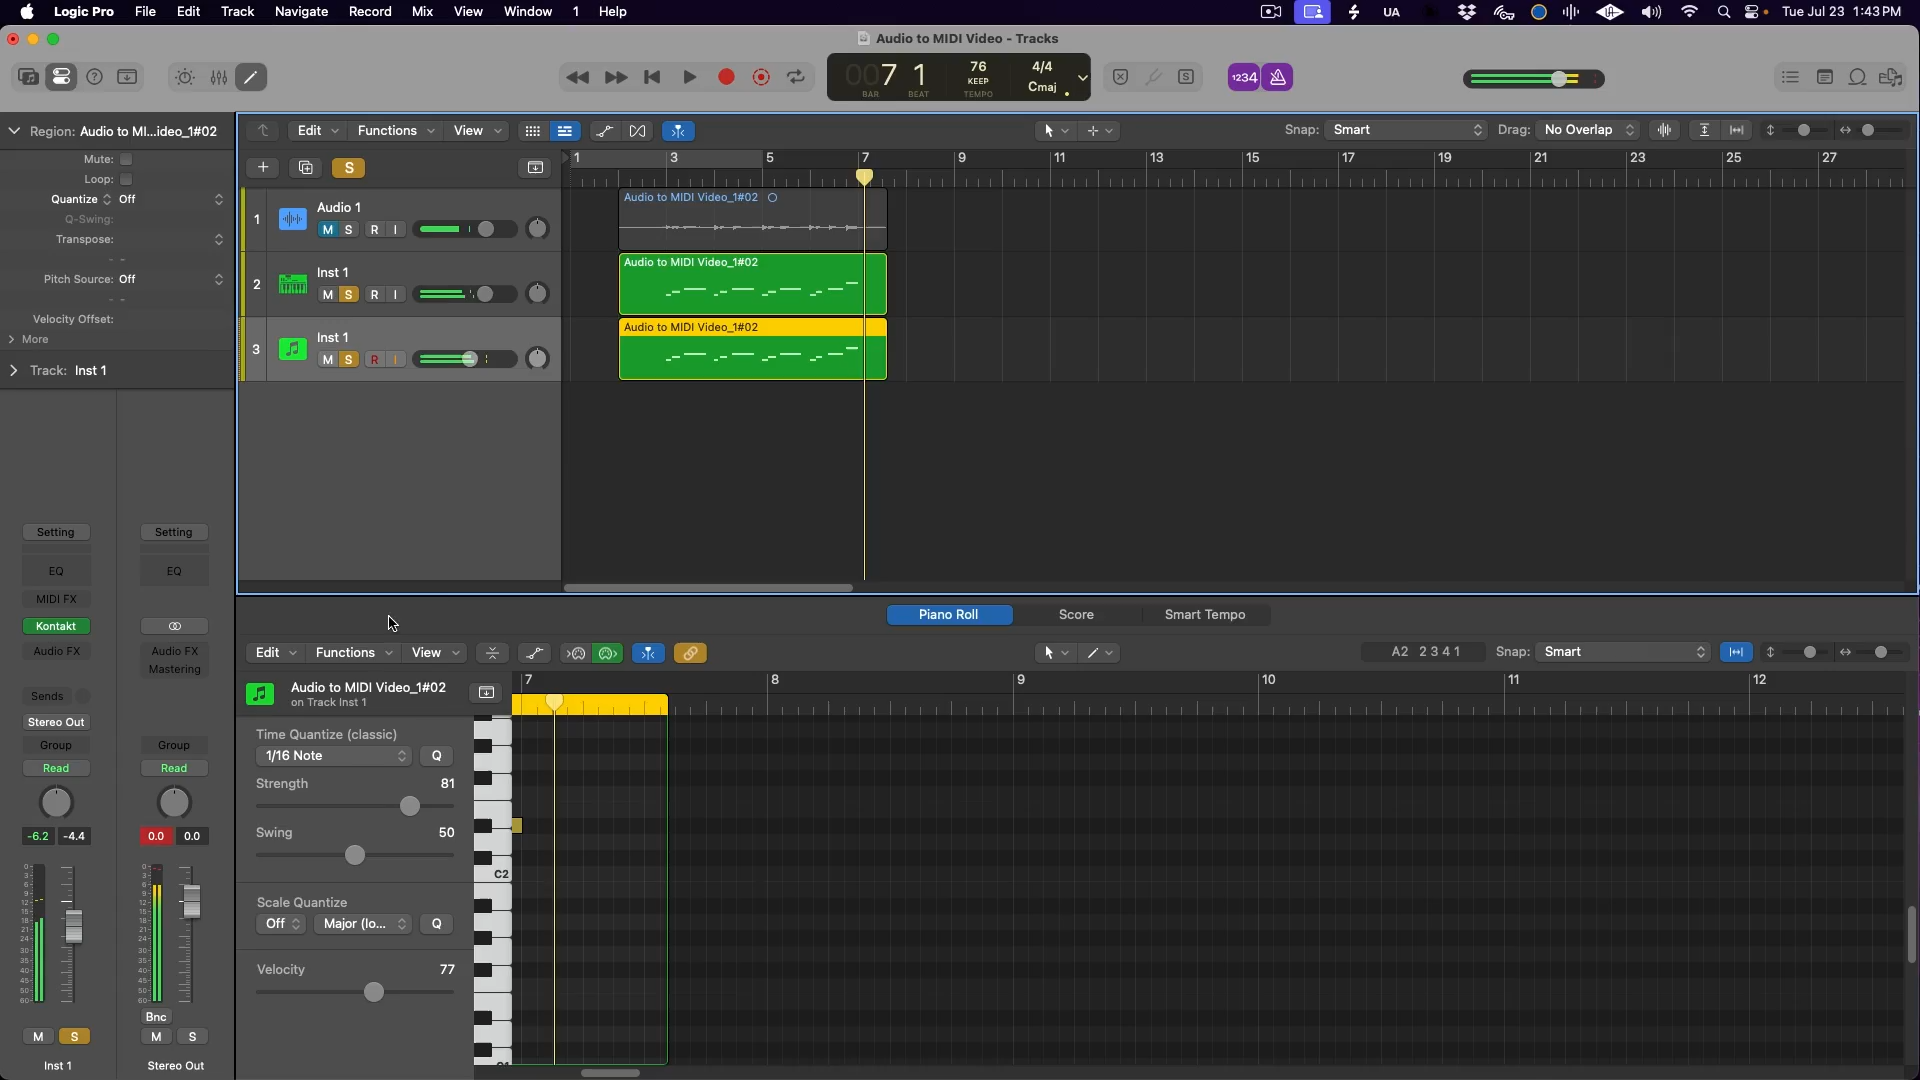 Logic Pro File Edit Track Navigate Record Mix View Window 1 Help
UA
Tue Jul 23 1:43 PM
Audio to MIDI Video - Tracks
007 1
BAR BEAT
76
KEEP
TEMPO
4/4
Cmaj
S
1234
Region: Audio to MI...ideo_1#02
Mute:
Loop:
Quantize Off
Q-Swing:
Transpose:
Pitch Source: Off
Velocity Offset:
More
Track: Inst 1
Edit Functions View
Snap: Smart
Drag: No Overlap
S
1 3 5 7 9 11 13 15 17 19 21 23 25 27
1
Audio 1
M S R I
Audio to MIDI Video_1#02
2
Inst 1
M S R I
Audio to MIDI Video_1#02
3
Inst 1
M S R I
Audio to MIDI Video_1#02
Setting Setting
EQ EQ
MIDI FX
Kontakt
Audio FX Audio FX
Mastering
Sends
Stereo Out
Group Group
Read Read
-6.2 -4.4 0.0 0.0
Bnc
M S M S
Inst 1 Stereo Out
Piano Roll Score Smart Tempo
Edit Functions View
A2 2 3 4 1
Snap: Smart
Audio to MIDI Video_1#02
on Track Inst 1
7 8 9 10 11 12
Time Quantize (classic)
1/16 Note Q
Strength 81
Swing 50
Scale Quantize
Off Major (lo... Q
Velocity 77
C2